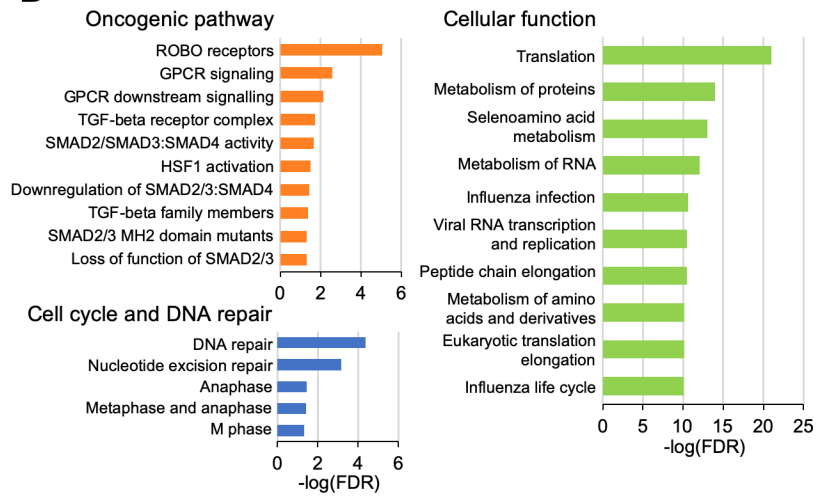 Oncogenic pathway
ROBO receptors
GPCR signaling
GPCR downstream signalling
TGF-beta receptor complex
SMAD2/SMAD3:SMAD4 activity
HSF1 activation
Downregulation of SMAD2/3:SMAD4
TGF-beta family members
SMAD2/3 MH2 domain mutants
Loss of function of SMAD2/3
0 2 4 6
Cell cycle and DNA repair
DNA repair
Nucleotide excision repair
Anaphase
Metaphase and anaphase
M phase
0 2 4 6
-log(FDR)
Cellular function
Translation
Metabolism of proteins
Selenoamino acid
metabolism
Metabolism of RNA
Influenza infection
Viral RNA transcription
and replication
Peptide chain elongation
Metabolism of amino
acids and derivatives
Eukaryotic translation
elongation
Influenza life cycle
0 5 10 15 20 25
-log(FDR)